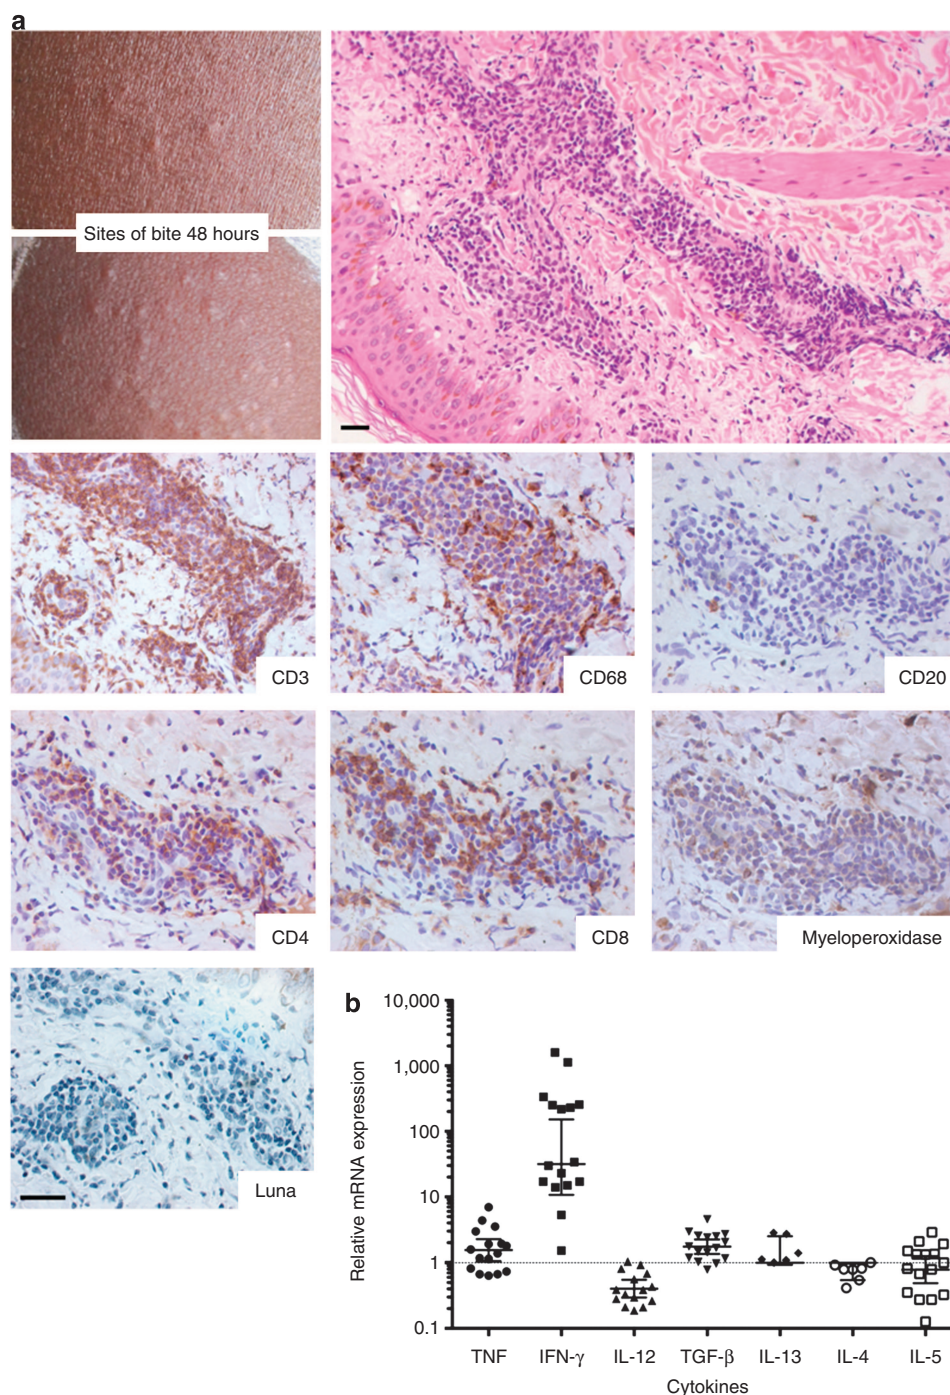 a
Sites of bite 48 hours
CD3
CD68
CD20
CD4
CD8
Myeloperoxidase
Luna
b
Relative mRNA expression
10,000
1,000
100
10
1
0.1
TNF IFN-γ IL-12 TGF-β IL-13 IL-4 IL-5
Cytokines